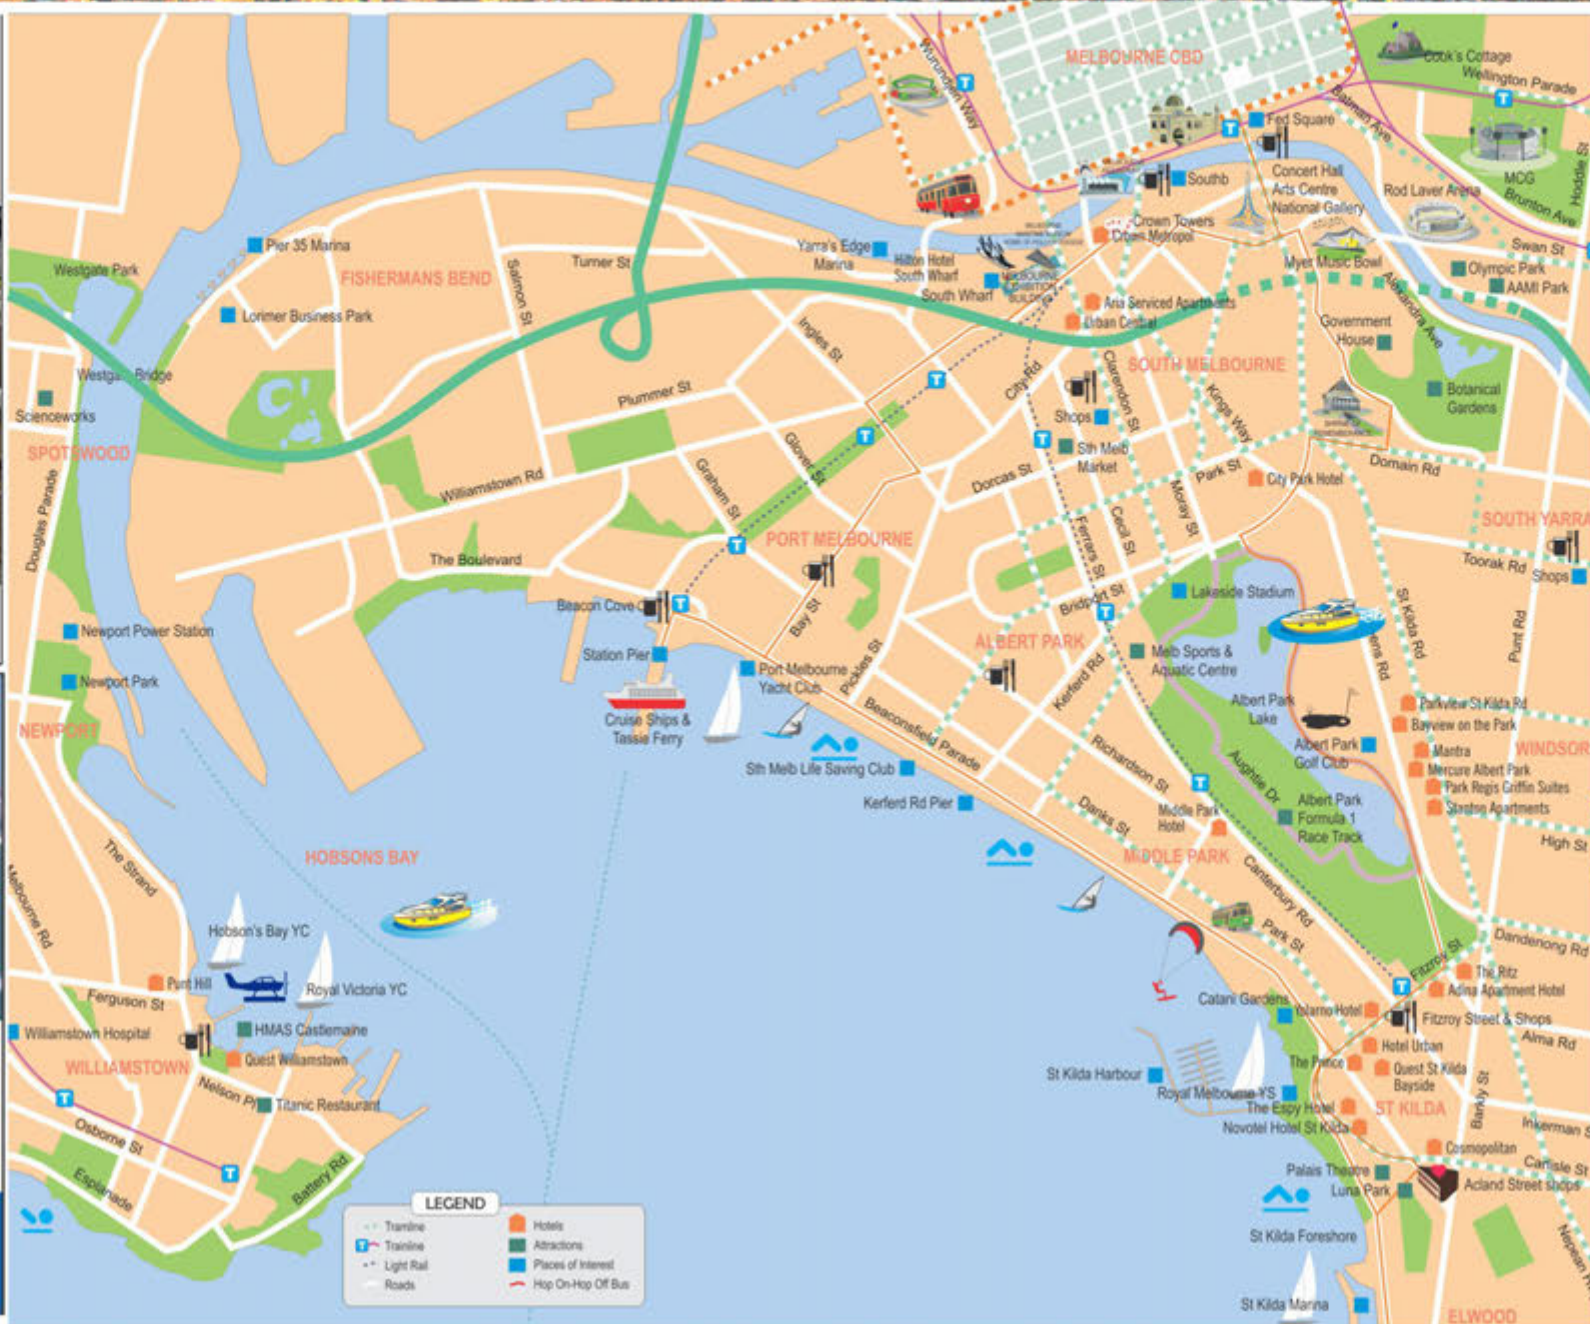 MELBOURNE CBD
Cook's Cottage
Wellington Parade
Wurundjeri Way
Batman Ave
Fed Square
Hoddle St
MCG
Brunton Ave
Concert Hall
Arts Centre
National Gallery
Rod Laver Arena
Southb
Swan St
Crown Towers
Crown Metropol
Myer Music Bowl
Olympic Park
AAMI Park
Alexandra Ave
Pier 35 Marina
Westgate Park
FISHERMANS BEND
Salmon St
Turner St
Yarra's Edge
Marina
Hilton Hotel
South Wharf
South Wharf
Aria Serviced Apartments
Urban Central
Government
House
Lorimer Business Park
Ingles St
City Rd
Clarendon St
SOUTH MELBOURNE
Kings Way
Botanical
Gardens
Westgate Bridge
Scienceworks
SPOTSWOOD
Plummer St
Shops
Sth Melb
Market
Domain Rd
Glover St
Graham St
Williamstown Rd
Dorcas St
Park St
City Park Hotel
Moray St
Cecil St
Ferrars St
Douglas Parade
SOUTH YARRA
Toorak Rd
Shops
PORT MELBOURNE
The Boulevard
Beacon Cove
Bay St
Bridport St
Lakeside Stadium
St Kilda Rd
Punt Rd
Newport Power Station
Station Pier
Port Melbourne
Yacht Club
Pickles St
ALBERT PARK
Kerferd Rd
Melb Sports &
Aquatic Centre
Newport Park
NEWPORT
Cruise Ships &
Tassie Ferry
Albert Park
Lake
Parkview St Kilda Rd
Bayview on the Park
Albert Park
Golf Club
Mantra
Mercure Albert Park
Park Regis Griffin Suites
Stanton Apartments
WINDSOR
Beaconsfield Parade
Richardson St
Aughtie Dr
Sth Melb Life Saving Club
Kerferd Rd Pier
Danks St
Middle Park
Hotel
Albert Park
Formula 1
Race Track
High St
MIDDLE PARK
HOBSONS BAY
The Strand
Melbourne Rd
Canterbury Rd
Park St
Hobson's Bay YC
Fitzroy St
Dandenong Rd
Punt Hill
Royal Victoria YC
The Ritz
Adina Apartment Hotel
Ferguson St
Catani Gardens
Tolarno Hotel
Fitzroy Street & Shops
Williamstown Hospital
HMAS Castlemaine
Alma Rd
Hotel Urban
The Prince
Quest St Kilda
Bayside
WILLIAMSTOWN
Quest Williamstown
St Kilda Harbour
Royal Melbourne YS
Nelson Pl
Titanic Restaurant
The Espy Hotel
ST KILDA
Barkly St
Novotel Hotel St Kilda
Inkerman S
Osborne St
Cosmopolitan
Carlisle St
Palais Theatre
Luna Park
Acland Street shops
Esplanade
Battery Rd
St Kilda Foreshore
Nepean
St Kilda Marina
ELWOOD
LEGEND
Tramline
Trainline
Light Rail
Roads
Hotels
Attractions
Places of Interest
Hop On-Hop Off Bus